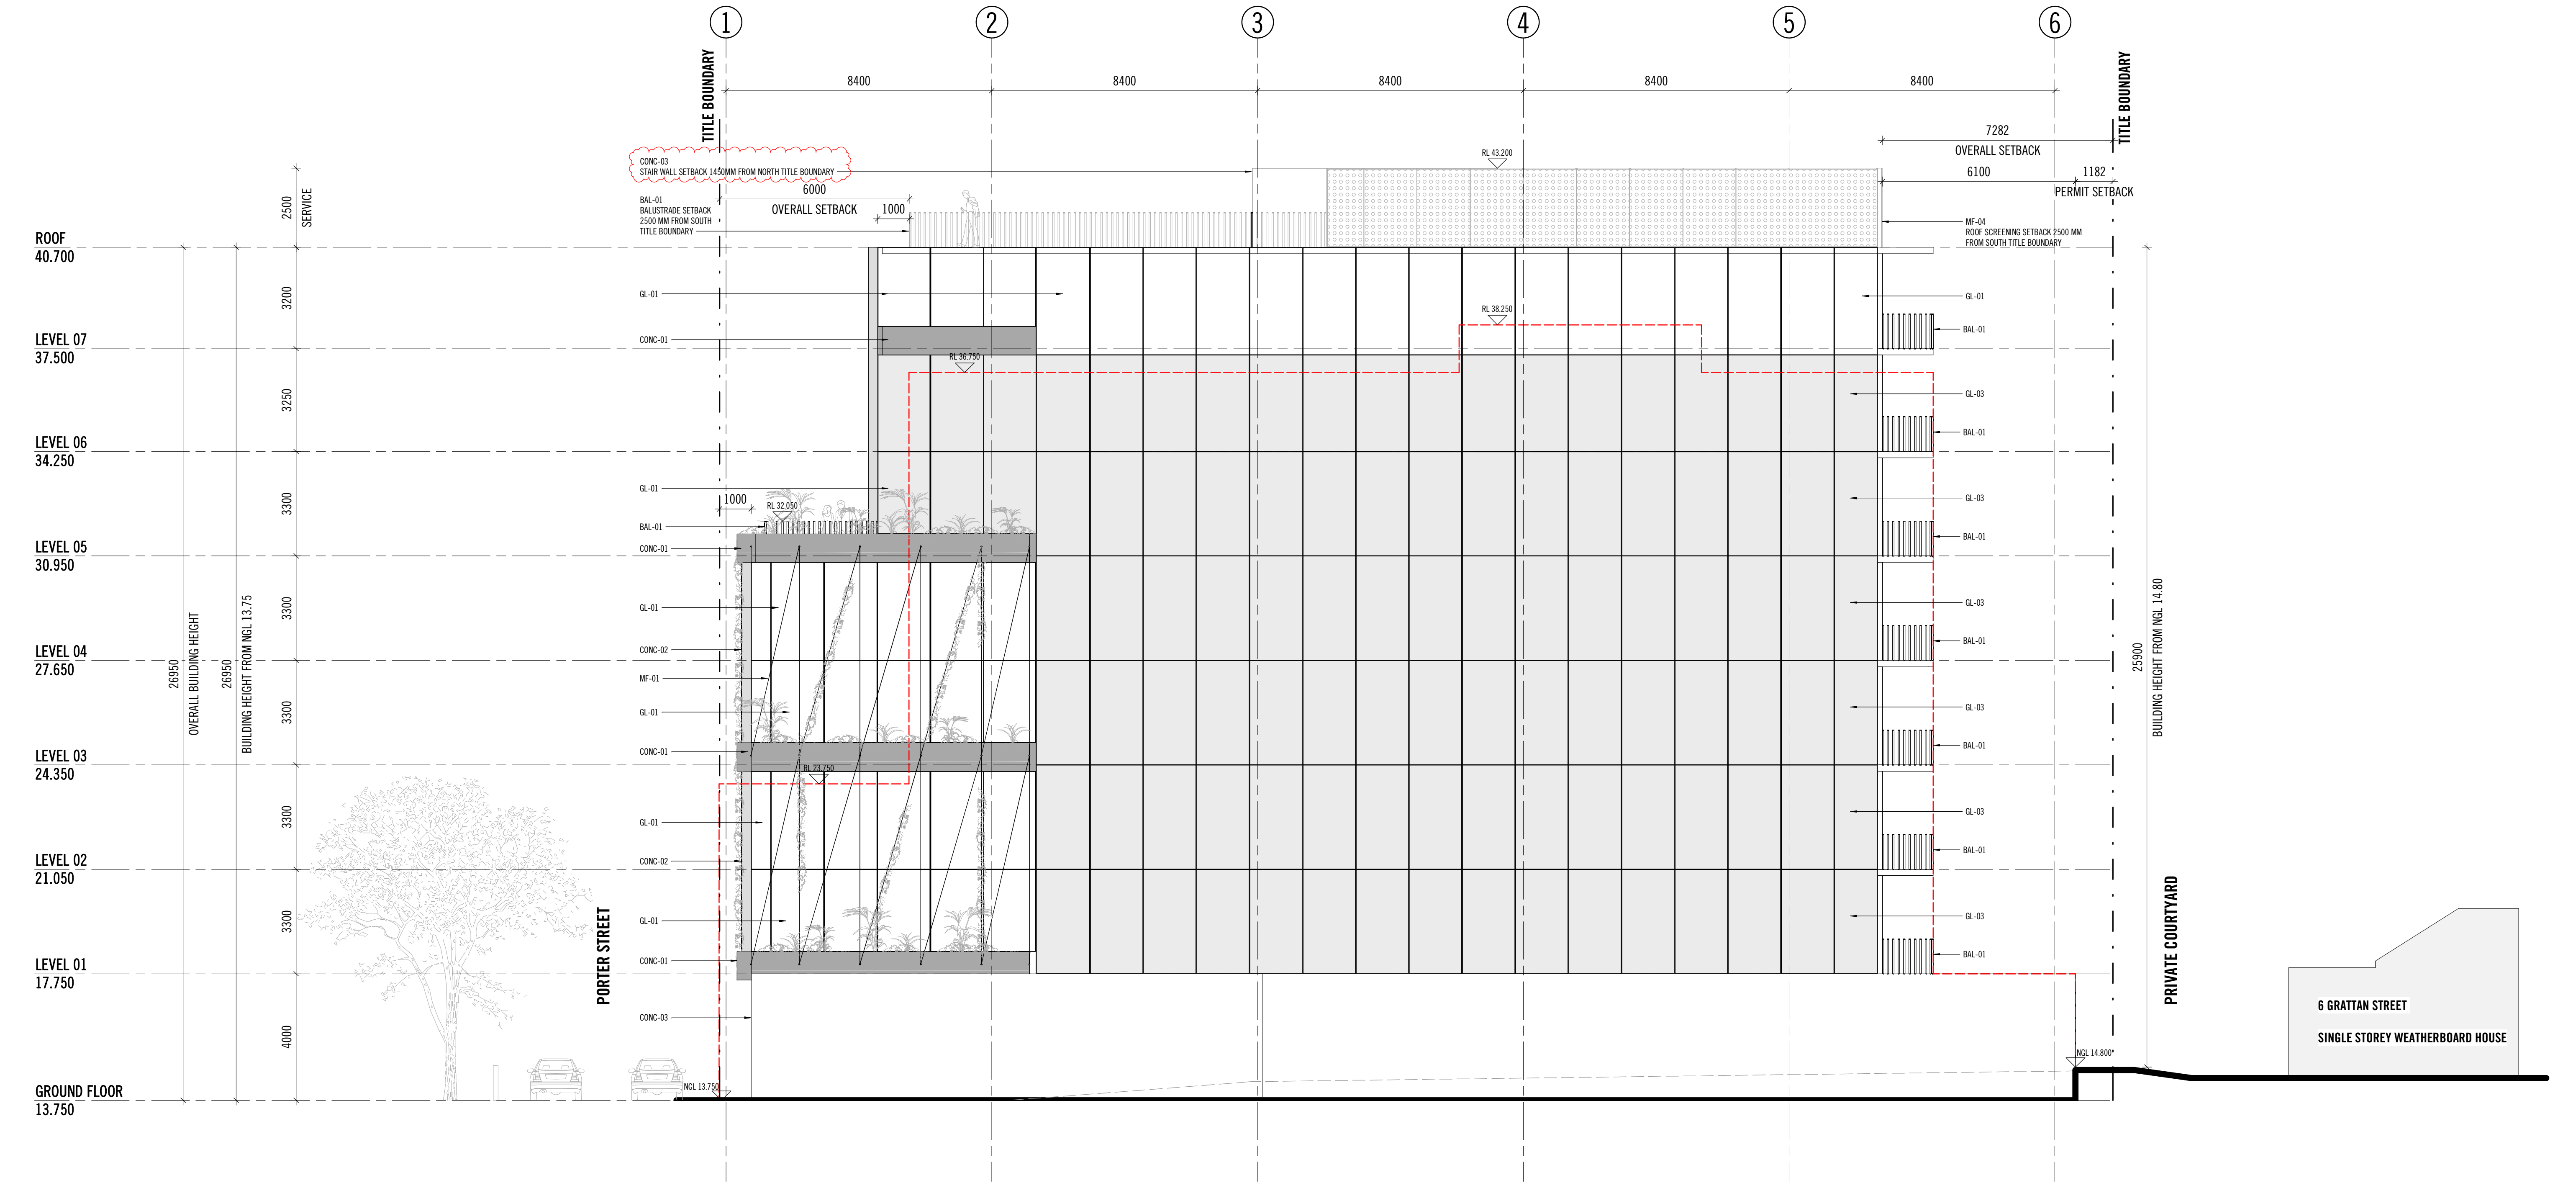 1
2
3
4
5
6
TITLE BOUNDARY
TITLE BOUNDARY
8400
8400
8400
8400
8400
7282
OVERALL SETBACK
6100
1182
PERMIT SETBACK
CONC-03
STAIR WALL SETBACK 1450MM FROM NORTH TITLE BOUNDARY
6000
OVERALL SETBACK
1000
BAL-01
BALUSTRADE SETBACK
2500 MM FROM SOUTH
TITLE BOUNDARY
RL 43.200
MF-04
ROOF SCREENING SETBACK 2500 MM
FROM SOUTH TITLE BOUNDARY
2500
SERVICE
ROOF
40.700
3200
GL-01
GL-01
RL 38.250
CONC-01
BAL-01
LEVEL 07
37.500
RL 36.750
3250
GL-03
BAL-01
LEVEL 06
34.250
3300
GL-01
GL-03
1000
RL 32.050
BAL-01
BAL-01
CONC-01
LEVEL 05
30.950
3300
GL-01
GL-03
CONC-02
BAL-01
LEVEL 04
27.650
26950
OVERALL BUILDING HEIGHT
26950
BUILDING HEIGHT FROM NGL 13.75
25900
BUILDING HEIGHT FROM NGL 14.80
MF-01
3300
GL-01
GL-03
CONC-01
BAL-01
LEVEL 03
24.350
RL 23.750
3300
GL-01
GL-03
CONC-02
BAL-01
LEVEL 02
21.050
3300
GL-01
GL-03
CONC-01
BAL-01
LEVEL 01
17.750
PORTER STREET
PRIVATE COURTYARD
4000
CONC-03
6 GRATTAN STREET
SINGLE STOREY WEATHERBOARD HOUSE
NGL 14.800*
NGL 13.750
GROUND FLOOR
13.750